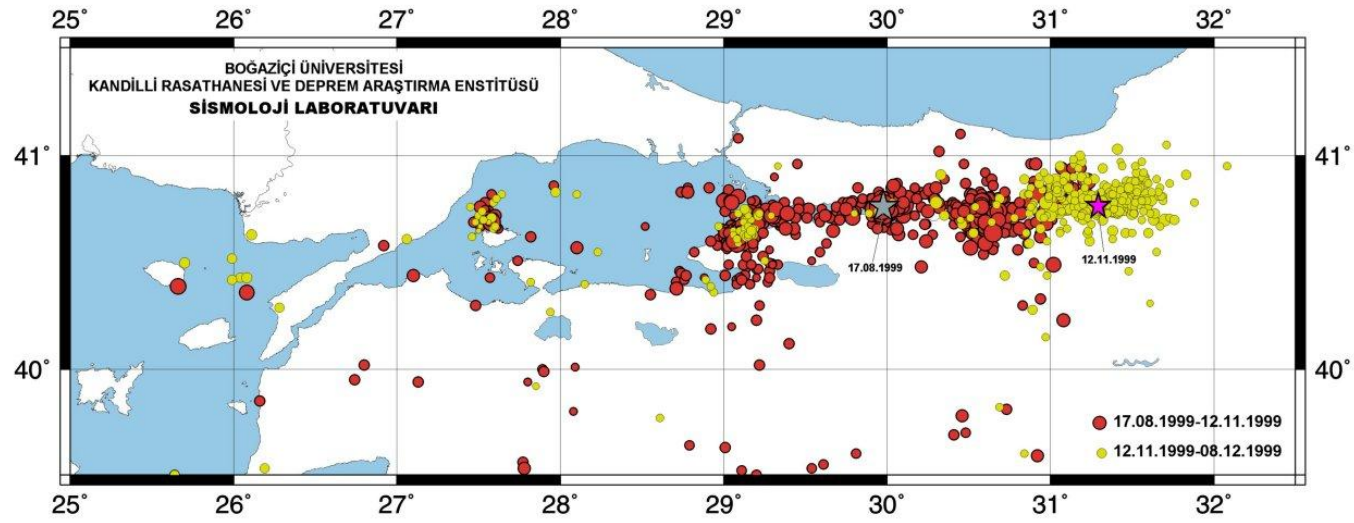 25˚ 26˚ 27˚ 28˚ 29˚ 30˚ 31˚ 32˚
BOĞAZİÇİ ÜNİVERSİTESİ
KANDİLLİ RASATHANESİ VE DEPREM ARAŞTIRMA ENSTİTÜSÜ
SİSMOLOJİ LABORATUVARI
41˚ 41˚
17.08.1999 12.11.1999
40˚ 40˚
17.08.1999-12.11.1999
12.11.1999-08.12.1999
25˚ 26˚ 27˚ 28˚ 29˚ 30˚ 31˚ 32˚